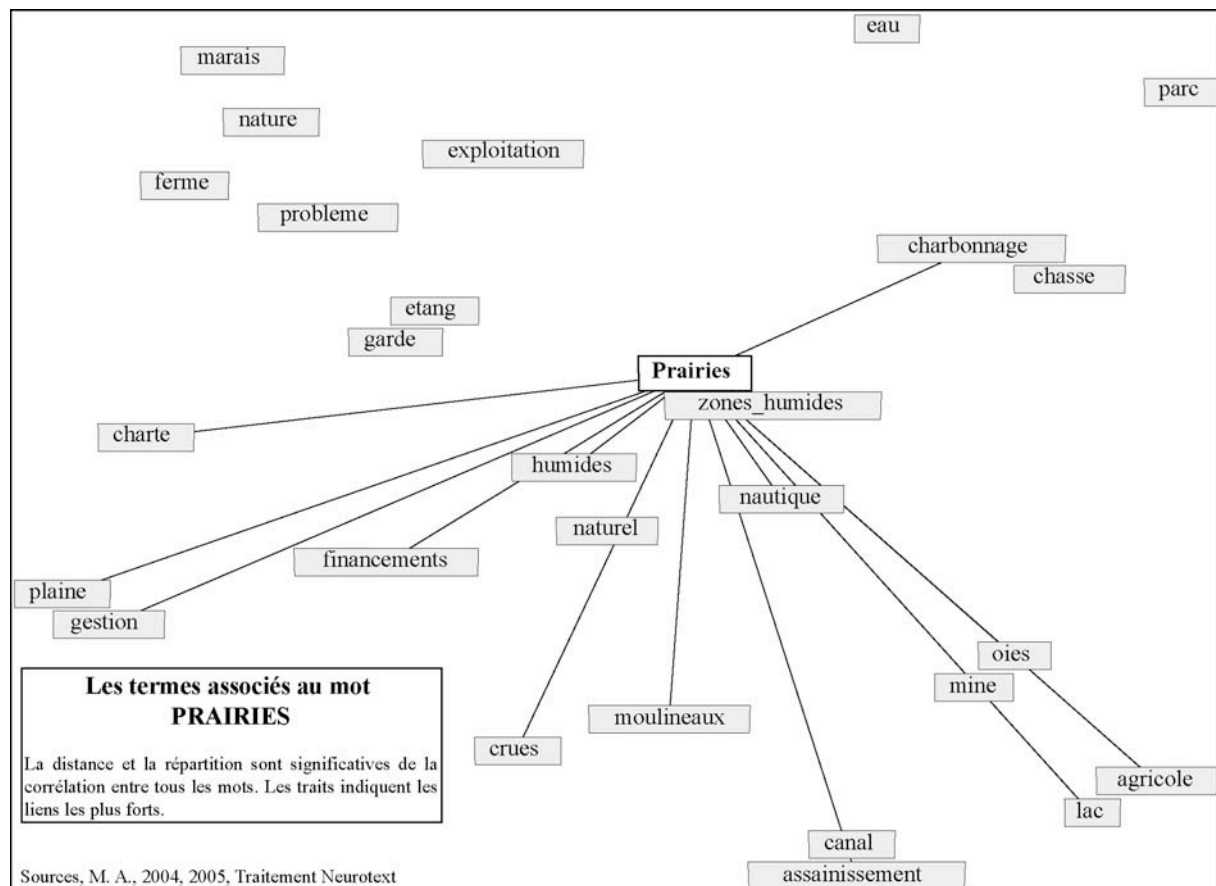 eau
marais
parc
nature
exploitation
ferme
probleme
charbonnage
chasse
etang
garde
Prairies
zones_humides
charte
humides
nautique
naturel
financements
plaine
gestion
oies
mine
moulineaux
crues
agricole
lac
canal
assainissement
Les termes associés au mot
PRAIRIES
La distance et la répartition sont significatives de la
corrélation entre tous les mots. Les traits indiquent les
liens les plus forts.
Sources, M. A., 2004, 2005, Traitement Neurotext